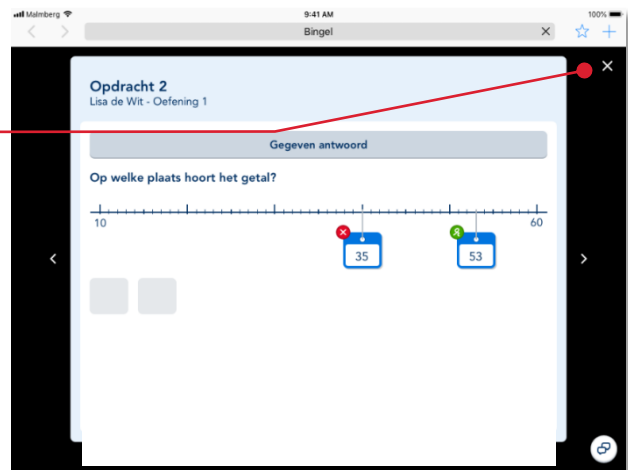 Malmberg 9:41 AM 100%
Bingel
Opdracht 2
Lisa de Wit - Oefening 1
Gegeven antwoord
Op welke plaats hoort het getal?
10 60
35 53